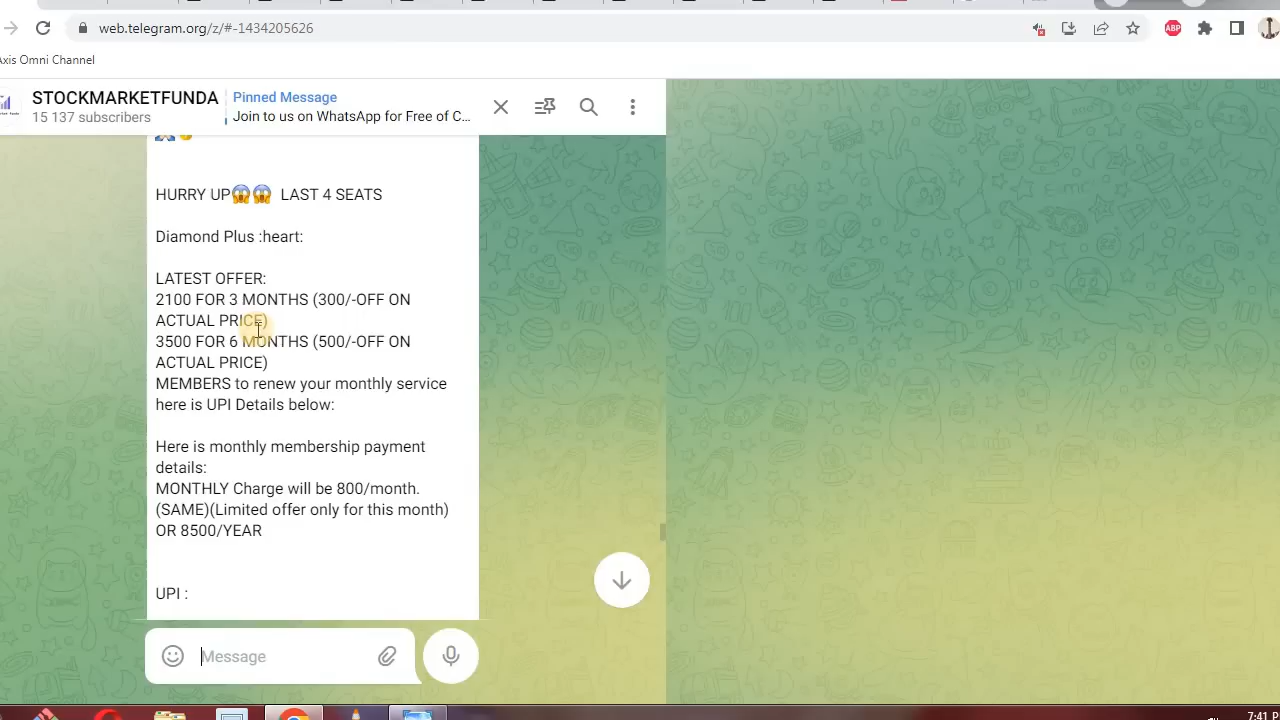 web.telegram.org/z/#-1434205626
Axis Omni Channel
STOCKMARKETFUNDA
15 137 subscribers
Pinned Message
Join to us on WhatsApp for Free of C...
ABP
HURRY UP😱😱 LAST 4 SEATS
Diamond Plus :heart:
LATEST OFFER:
2100 FOR 3 MONTHS (300/-OFF ON
ACTUAL PRICE)
3500 FOR 6 MONTHS (500/-OFF ON
ACTUAL PRICE)
MEMBERS to renew your monthly service
here is UPI Details below:
Here is monthly membership payment
details:
MONTHLY Charge will be 800/month.
(SAME)(Limited offer only for this month)
OR 8500/YEAR
UPI :
Message
7:41 P